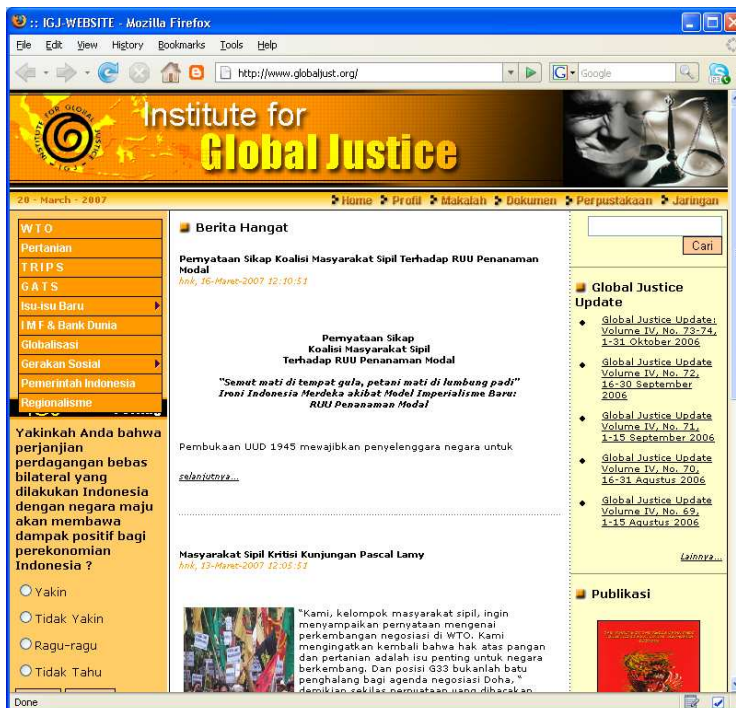 :: IGJ-WEBSITE - Mozilla Firefox
File Edit View History Bookmarks Tools Help
http://www.globaljust.org/
Google
INSTITUTE FOR GLOBAL JUSTICE
IGJ
Institute for
Global Justice
20 - March - 2007
Home Profil Makalah Dokumen Perpustakaan Jaringan
WTO
Pertanian
TRIPS
GATS
Isu-isu Baru
IMF & Bank Dunia
Globalisasi
Gerakan Sosial
Pemerintah Indonesia
Regionalisme
Yakinkah Anda bahwa
perjanjian
perdagangan bebas
bilateral yang
dilakukan Indonesia
dengan negara maju
akan membawa
dampak positif bagi
perekonomian
Indonesia ?
Yakin
Tidak Yakin
Ragu-ragu
Tidak Tahu
Berita Hangat
Pernyataan Sikap Koalisi Masyarakat Sipil Terhadap RUU Penanaman
Modal
hnk, 16-Maret-2007 12:10:51
Pernyataan Sikap
Koalisi Masyarakat Sipil
Terhadap RUU Penanaman Modal
"Semut mati di tempat gula, petani mati di lumbung padi"
Ironi Indonesia Merdeka akibat Model Imperialisme Baru:
RUU Penanaman Modal
Pembukaan UUD 1945 mewajibkan penyelenggara negara untuk
selanjutnya...
Masyarakat Sipil Kritisi Kunjungan Pascal Lamy
hnk, 13-Maret-2007 12:05:51
"Kami, kelompok masyarakat sipil, ingin
menyampaikan pernyataan mengenai
perkembangan negosiasi di WTO. Kami
mengingatkan kembali bahwa hak atas pangan
dan pertanian adalah isu penting untuk negara
berkembang. Dan posisi G33 bukanlah batu
penghalang bagi agenda negosiasi Doha, "
demikian sekilas pernyataan yang dibacakan
Cari
Global Justice
Update
Global Justice Update:
Volume IV, No. 73-74,
1-31 Oktober 2006
Global Justice Update
Volume IV, No. 72,
16-30 September
2006
Global Justice Update
Volume IV, No. 71,
1-15 September 2006
Global Justice Update
Volume IV, No. 70,
16-31 Agustus 2006
Global Justice Update
Volume IV, No. 69,
1-15 Agustus 2006
Lainnya...
Publikasi
Done